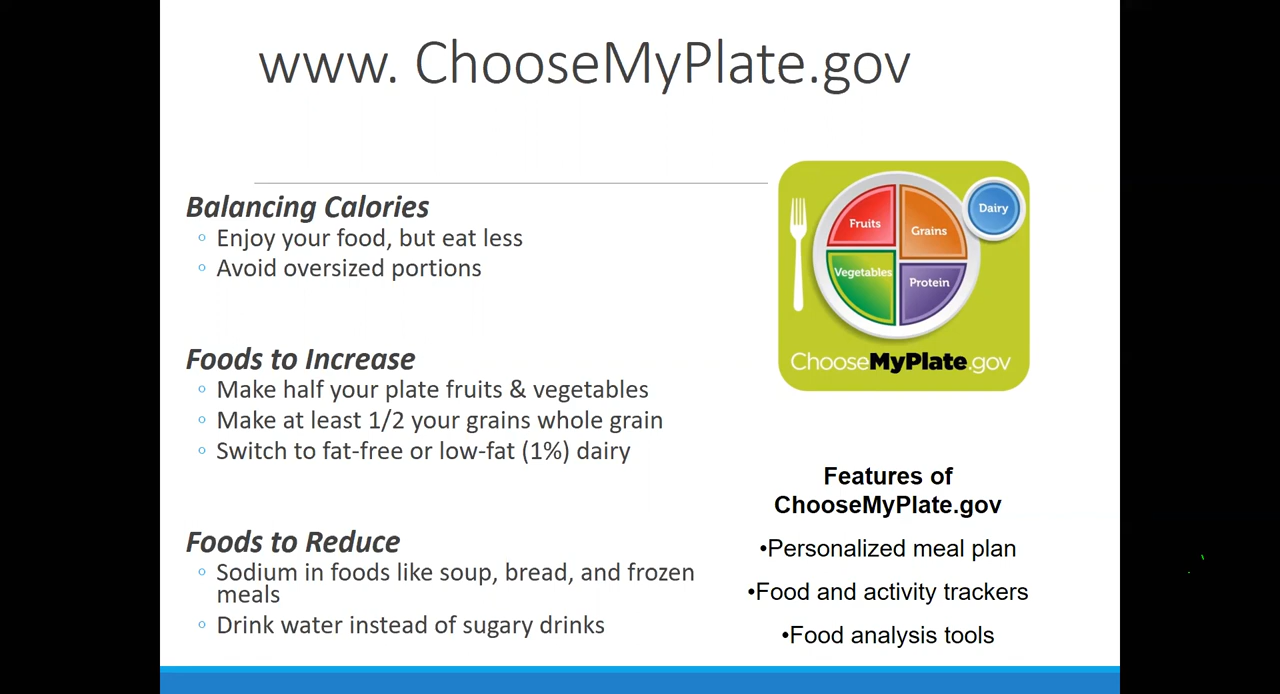 www. ChooseMyPlate.gov
Balancing Calories
Enjoy your food, but eat less
Avoid oversized portions
Foods to Increase
Make half your plate fruits & vegetables
Make at least 1/2 your grains whole grain
Switch to fat-free or low-fat (1%) dairy
Foods to Reduce
Sodium in foods like soup, bread, and frozen
meals
Drink water instead of sugary drinks
Fruits
Grains
Dairy
Vegetables
Protein
ChooseMyPlate.gov
Features of
ChooseMyPlate.gov
•Personalized meal plan
•Food and activity trackers
•Food analysis tools